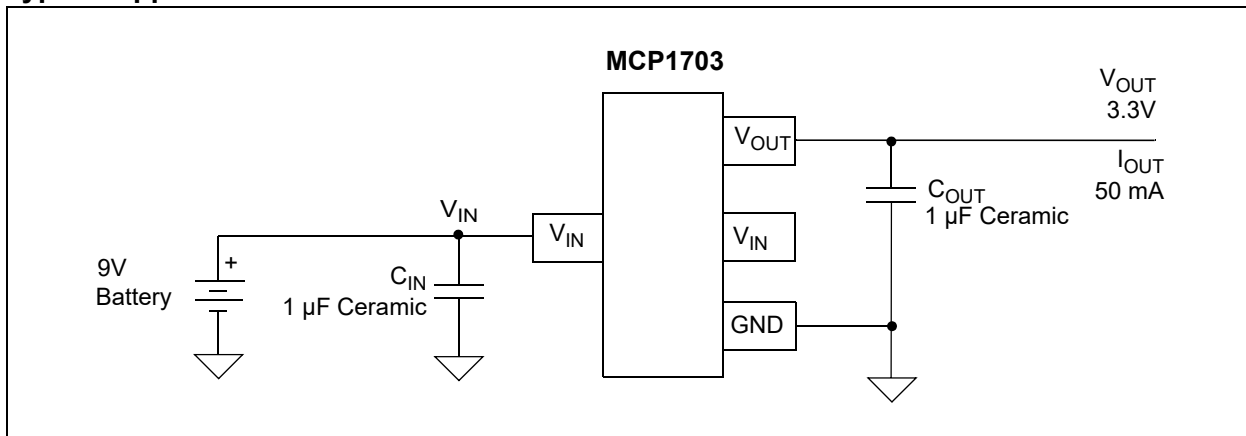 MCP1703
VOUT
3.3V
IOUT
50 mA
VOUT
COUT
1 µF Ceramic
VIN
VIN
VIN
9V
Battery
+
CIN
1 µF Ceramic
GND